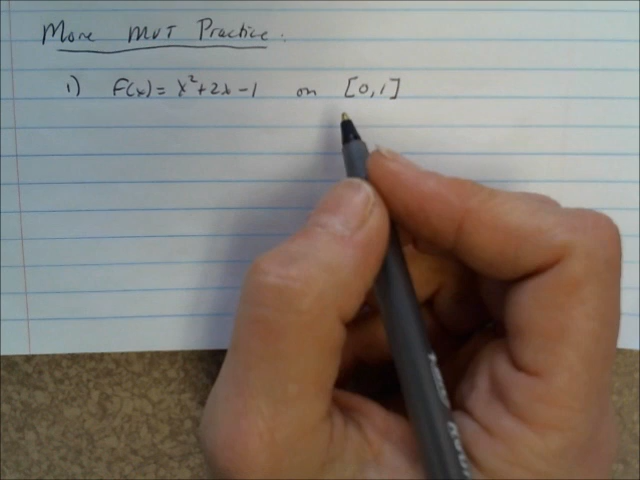 More MVT Practice:
1) F(x) = x²+2x-1 on [0,1]